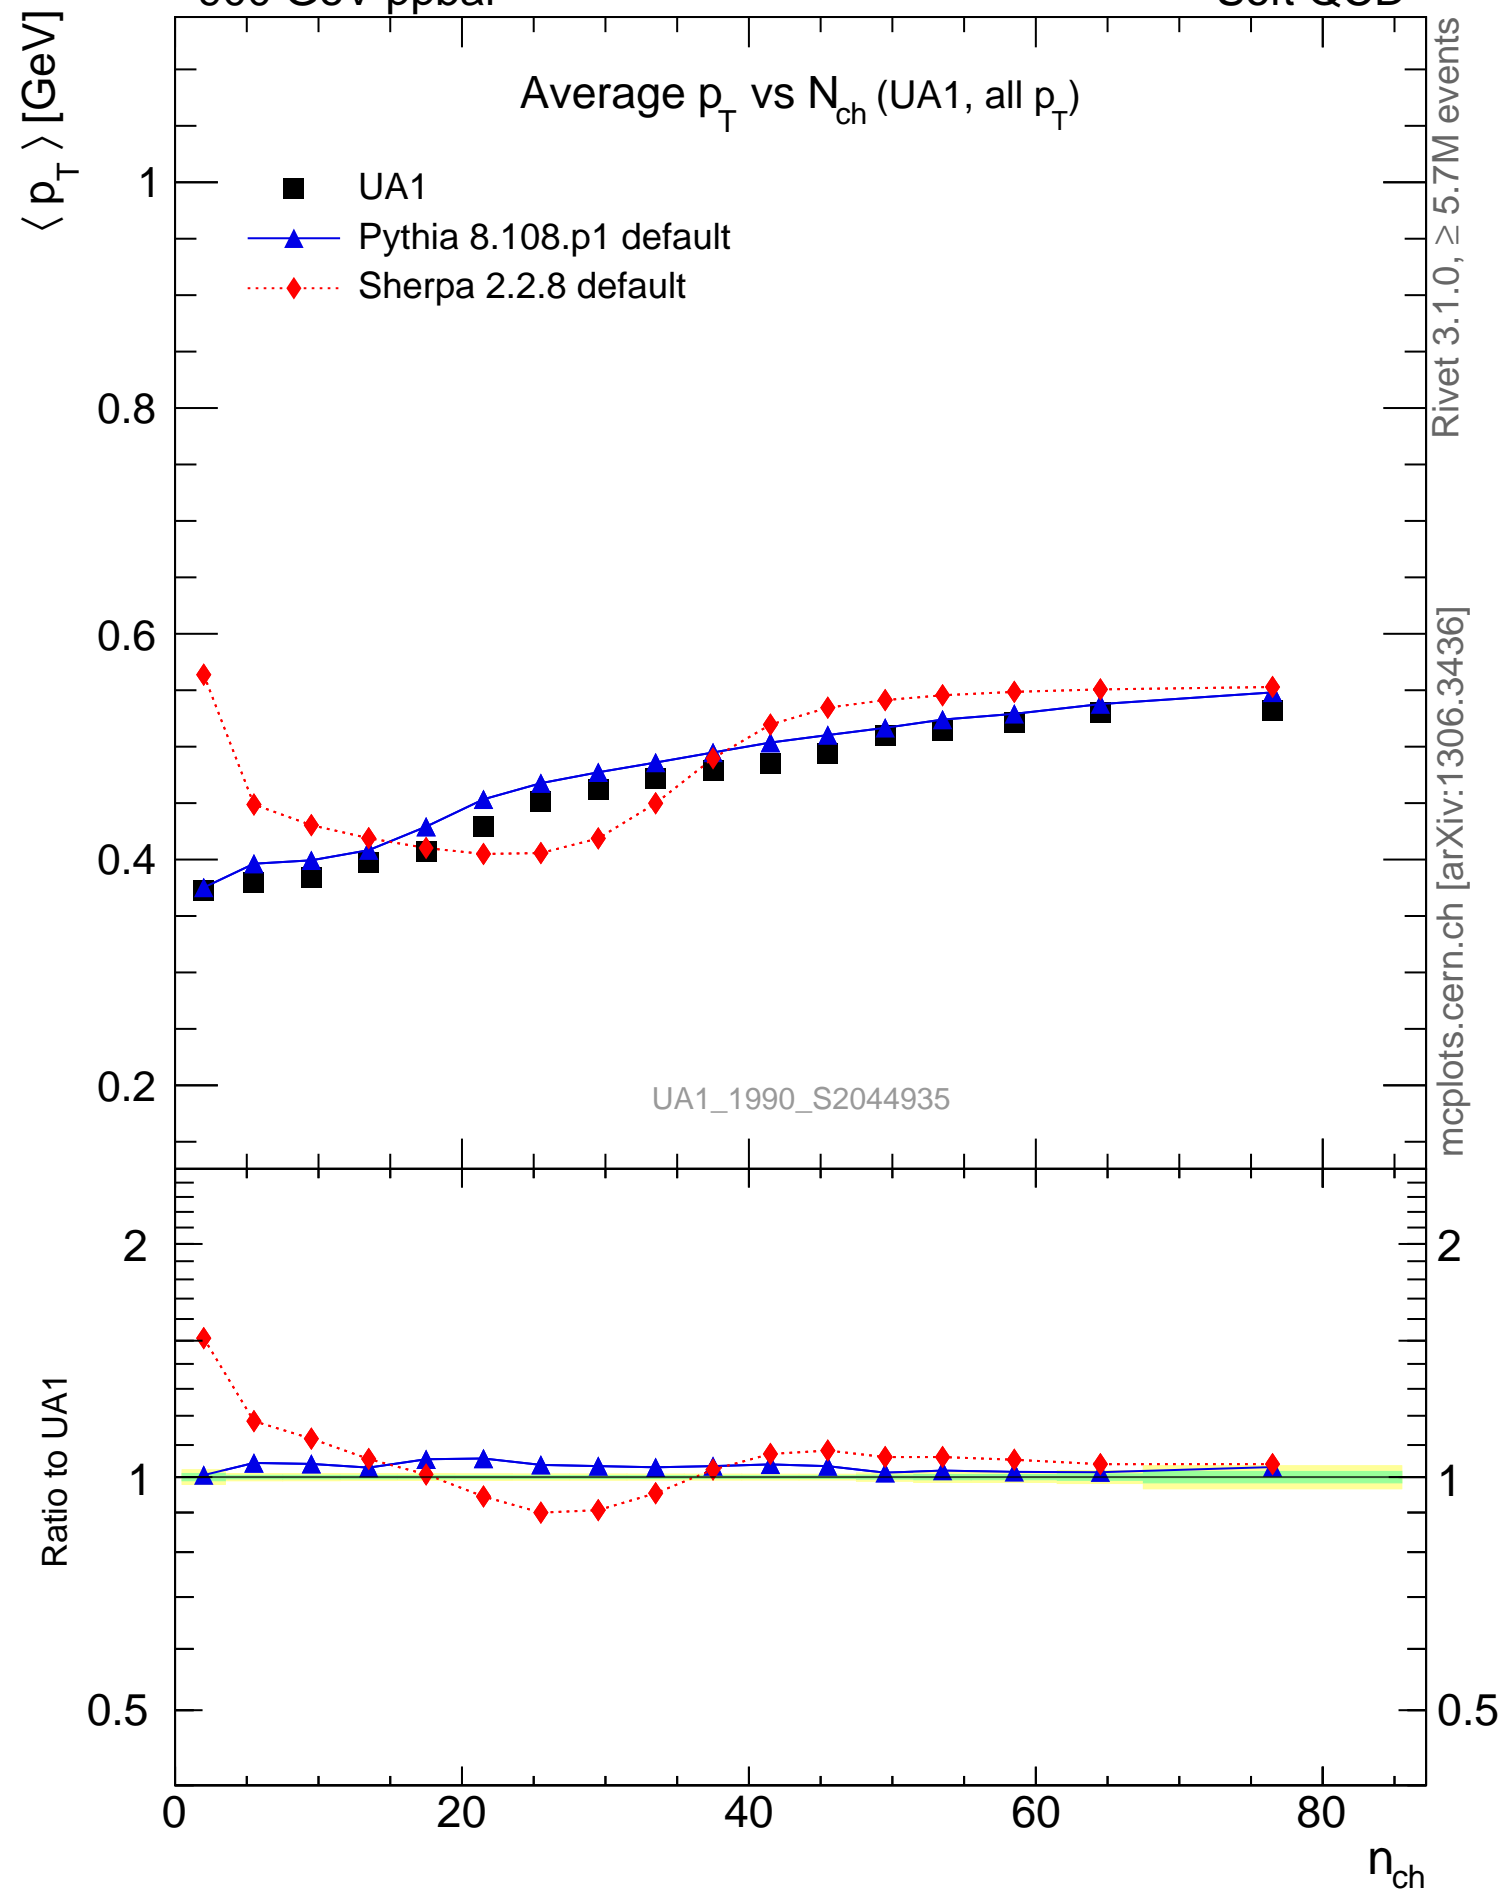 ⟨ p_T ⟩ [GeV]
Average p_T vs N_ch (UA1, all p_T)
UA1
Pythia 8.108.p1 default
Sherpa 2.2.8 default
1
0.8
0.6
0.4
0.2
UA1_1990_S2044935
Rivet 3.1.0, ≥ 5.7M events
mcplots.cern.ch [arXiv:1306.3436]
Ratio to UA1
2
1
0.5
2
1
0.5
0 20 40 60 80
n_ch